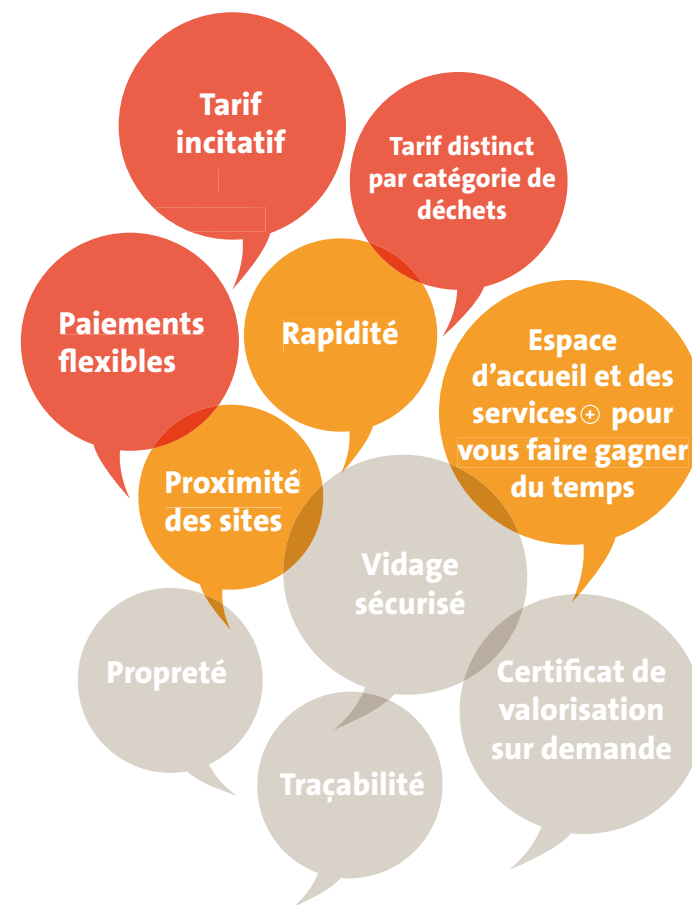 Tarif
incitatif
Tarif distinct
par catégorie de
déchets
Paiements
flexibles
Rapidité
Espace
d’accueil et des
services⊕ pour
vous faire gagner
du temps
Proximité
des sites
Vidage
sécurisé
Propreté
Certificat de
valorisation
sur demande
Traçabilité